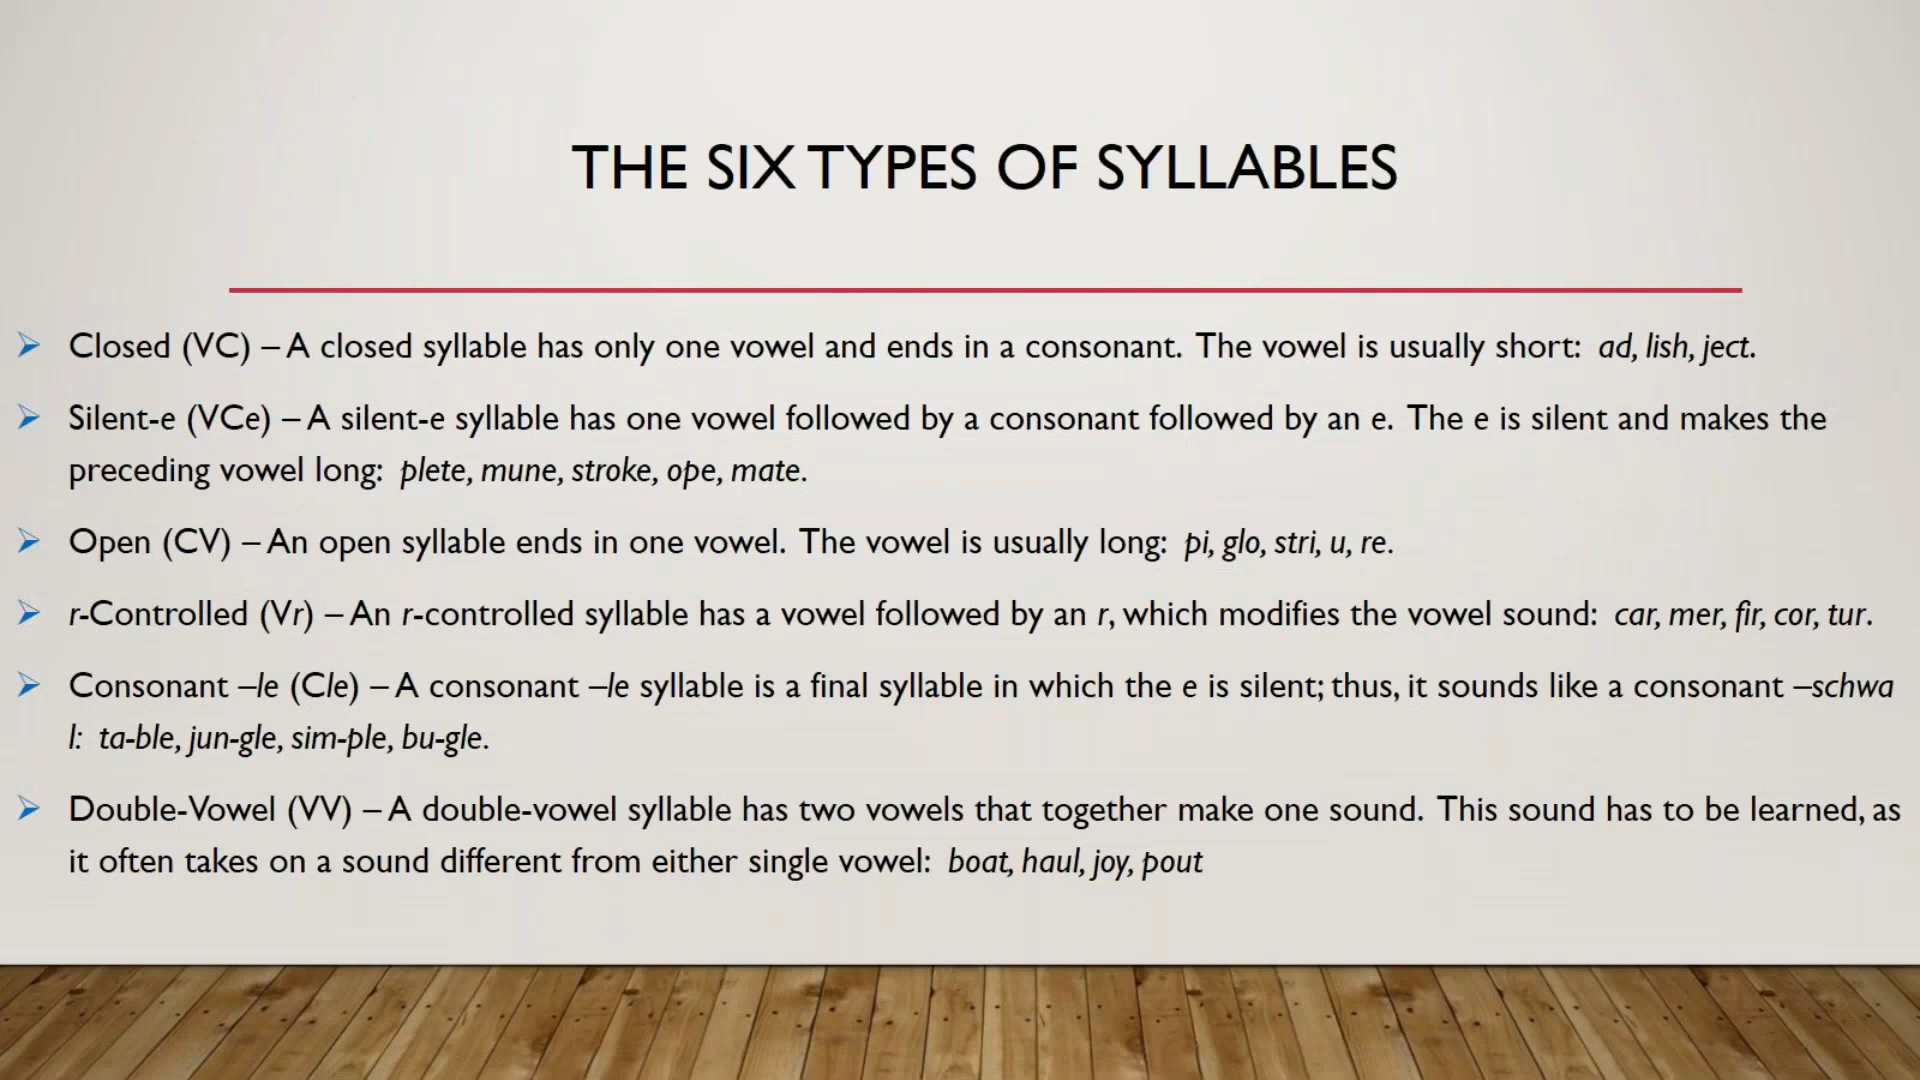 THE SIX TYPES OF SYLLABLES
Closed (VC) – A closed syllable has only one vowel and ends in a consonant. The vowel is usually short: ad, lish, ject.
Silent-e (VCe) – A silent-e syllable has one vowel followed by a consonant followed by an e. The e is silent and makes the
preceding vowel long: plete, mune, stroke, ope, mate.
Open (CV) – An open syllable ends in one vowel. The vowel is usually long: pi, glo, stri, u, re.
r-Controlled (Vr) – An r-controlled syllable has a vowel followed by an r, which modifies the vowel sound: car, mer, fir, cor, tur.
Consonant –le (Cle) – A consonant –le syllable is a final syllable in which the e is silent; thus, it sounds like a consonant –schwa
l: ta-ble, jun-gle, sim-ple, bu-gle.
Double-Vowel (VV) – A double-vowel syllable has two vowels that together make one sound. This sound has to be learned, as
it often takes on a sound different from either single vowel: boat, haul, joy, pout